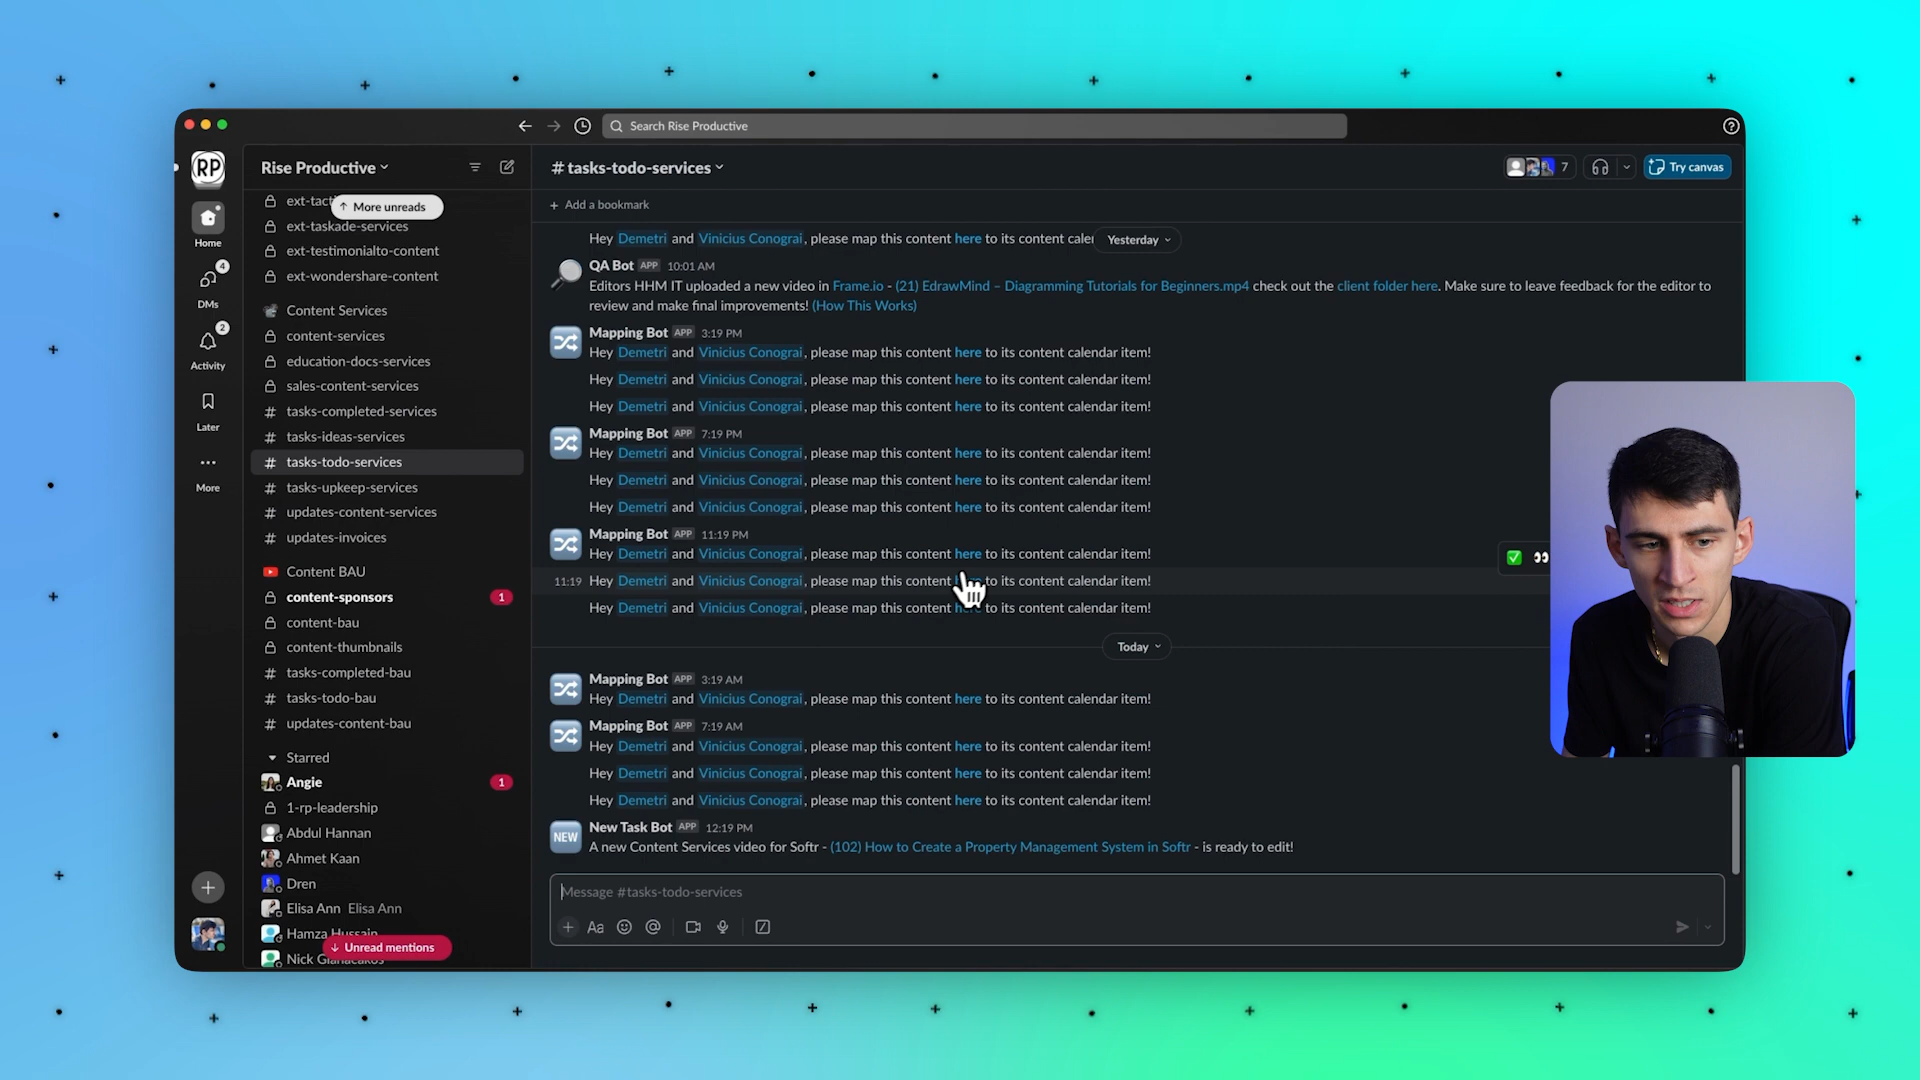 Search Rise Productive
RP
Rise Productive
# tasks-todo-services
7
Try canvas
+ Add a bookmark
Home
4
DMs
2
Activity
Later
More
↑ More unreads
ext-taskade-services
ext-testimonialto-content
ext-wondershare-content
Content Services
content-services
education-docs-services
sales-content-services
# tasks-completed-services
# tasks-ideas-services
# tasks-todo-services
# tasks-upkeep-services
# updates-content-services
# updates-invoices
Content BAU
content-sponsors 1
content-bau
content-thumbnails
# tasks-completed-bau
# tasks-todo-bau
# updates-content-bau
Starred
Angie 1
1-rp-leadership
Abdul Hannan
Ahmet Kaan
Dren
Elisa Ann Elisa Ann
Hamza Hussain
↓ Unread mentions
Nick
Hey Demetri and Vinicius Conograi, please map this content here to its content
Yesterday
QA Bot APP 10:01 AM
Editors HHM IT uploaded a new video in Frame.io - (21) EdrawMind – Diagramming Tutorials for Beginners.mp4 check out the client folder here. Make sure to leave feedback for the editor to
review and make final improvements! (How This Works)
Mapping Bot APP 3:19 PM
Hey Demetri and Vinicius Conograi, please map this content here to its content calendar item!
Hey Demetri and Vinicius Conograi, please map this content here to its content calendar item!
Hey Demetri and Vinicius Conograi, please map this content here to its content calendar item!
Mapping Bot APP 7:19 PM
Hey Demetri and Vinicius Conograi, please map this content here to its content calendar item!
Hey Demetri and Vinicius Conograi, please map this content here to its content calendar item!
Hey Demetri and Vinicius Conograi, please map this content here to its content calendar item!
Mapping Bot APP 11:19 PM
Hey Demetri and Vinicius Conograi, please map this content here to its content calendar item!
11:19 Hey Demetri and Vinicius Conograi, please map this content here to its content calendar item!
Hey Demetri and Vinicius Conograi, please map this content here to its content calendar item!
Today
Mapping Bot APP 3:19 AM
Hey Demetri and Vinicius Conograi, please map this content here to its content calendar item!
Mapping Bot APP 7:19 AM
Hey Demetri and Vinicius Conograi, please map this content here to its content calendar item!
Hey Demetri and Vinicius Conograi, please map this content here to its content calendar item!
Hey Demetri and Vinicius Conograi, please map this content here to its content calendar item!
NEW
New Task Bot APP 12:19 PM
A new Content Services video for Softr - (102) How to Create a Property Management System in Softr - is ready to edit!
Message #tasks-todo-services
Aa